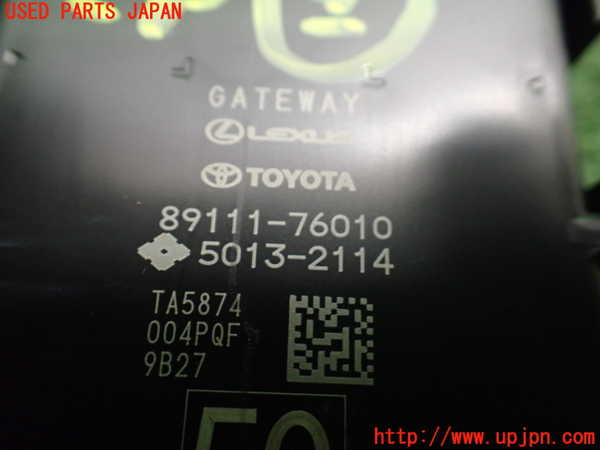 USED PARTS JAPAN
GATEWAY
LEXUS
TOYOTA
89111-76010
5013-2114
TA5874
004PQF
9B27
http://www.upjpn.com